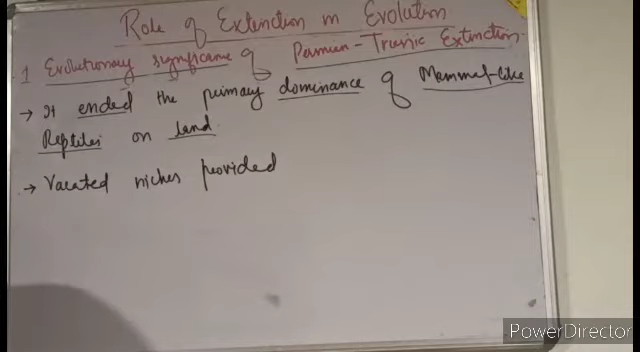 Role of Extinction in Evolution
1 Evolutionary significance of Permian-Triassic Extinction
→ It ended the primary dominance of Mammal-like
Reptiles on land
→ Vacated niches provided
PowerDirector